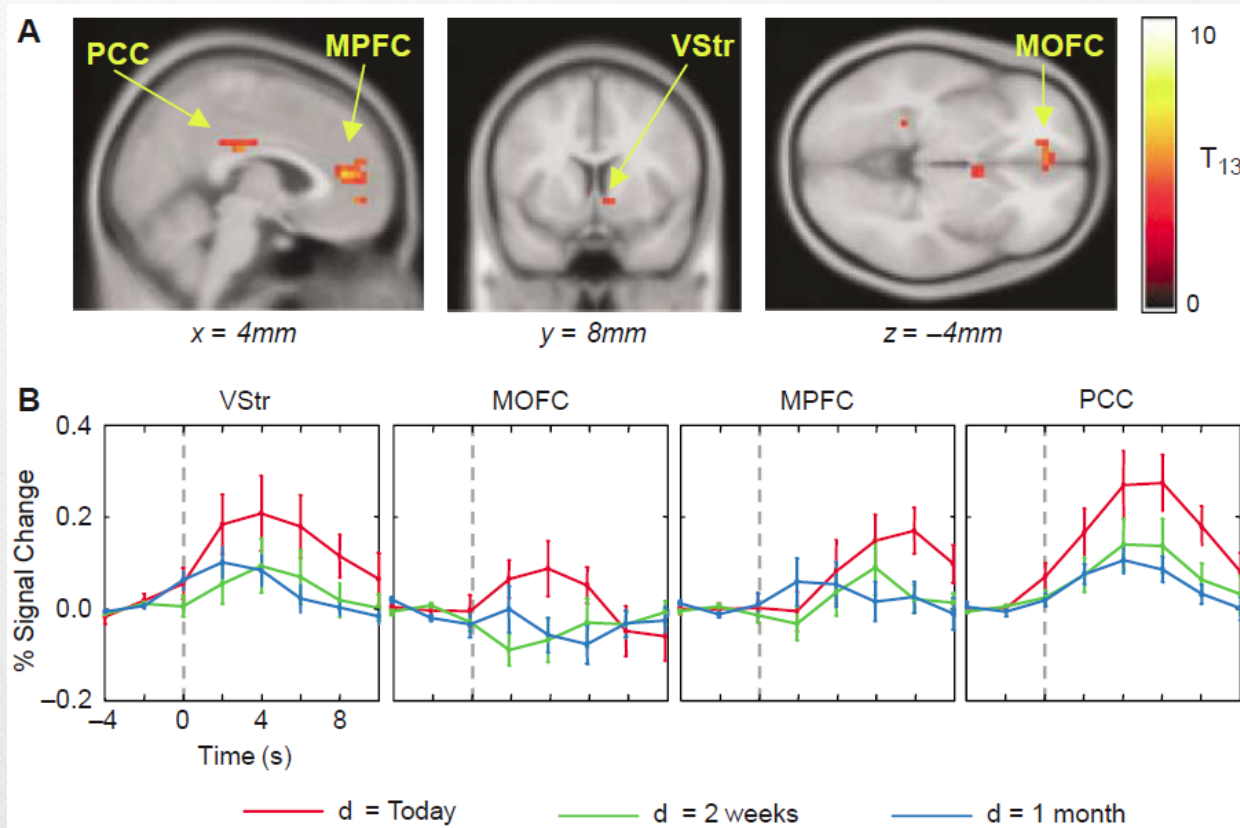 A
PCC
MPFC
VStr
MOFC
10
T13
0
x = 4mm
y = 8mm
z = –4mm
B
VStr
MOFC
MPFC
PCC
% Signal Change
0.4
0.2
0.0
–0.2
–4 0 4 8
Time (s)
d = Today d = 2 weeks d = 1 month